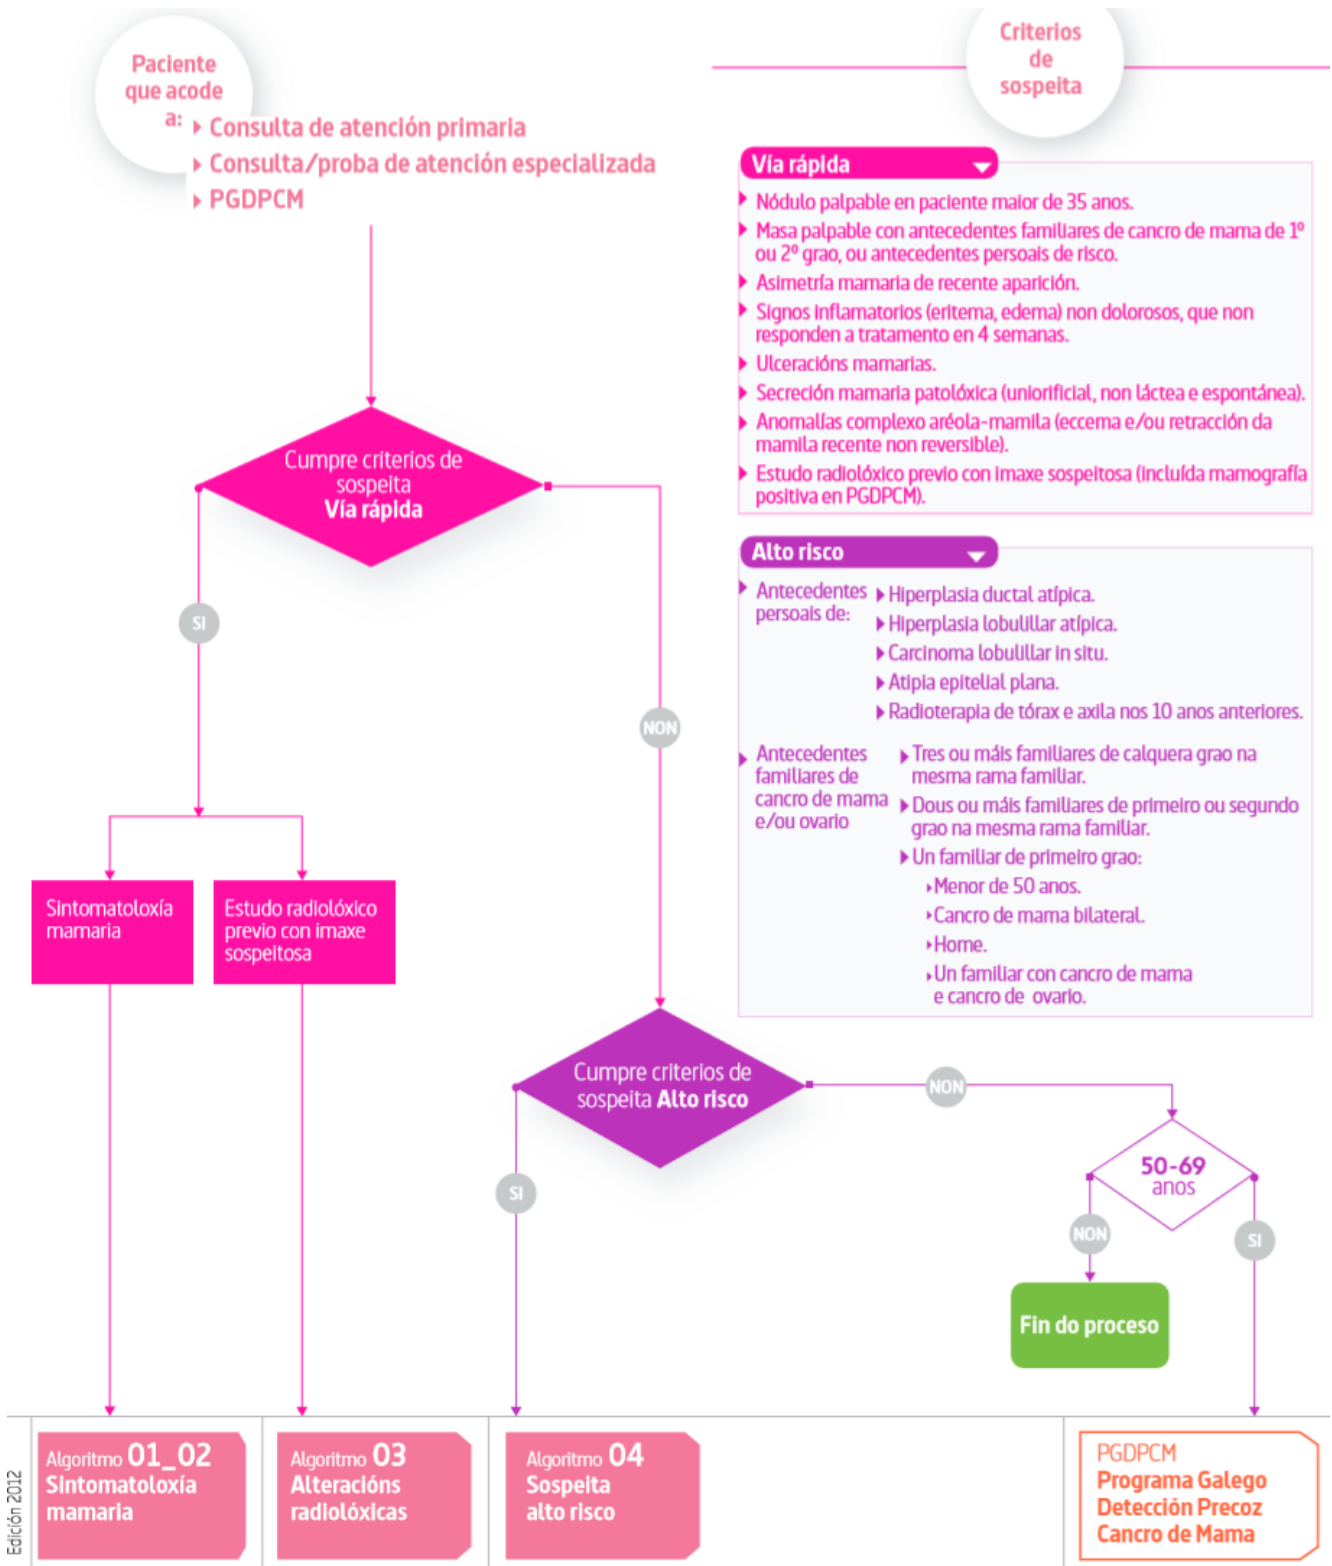 Paciente
que acode
a:
Consulta de atención primaria
Consulta/proba de atención especializada
PGDPCM
Criterios
de
sospeita
Vía rápida
Nódulo palpable en paciente maior de 35 anos.
Masa palpable con antecedentes familiares de cancro de mama de 1º
ou 2º grao, ou antecedentes persoais de risco.
Asimetría mamaria de recente aparición.
Signos inflamatorios (eritema, edema) non dolorosos, que non
responden a tratamento en 4 semanas.
Ulceracións mamarias.
Secreción mamaria patolóxica (uniorificial, non láctea e espontánea).
Anomalías complexo aréola-mamila (eccema e/ou retracción da
mamila recente non reversible).
Estudo radiolóxico previo con imaxe sospeitosa (incluída mamografía
positiva en PGDPCM).
Alto risco
Antecedentes
persoais de:
Hiperplasia ductal atípica.
Hiperplasia lobulillar atípica.
Carcinoma lobulillar in situ.
Atipia epitelial plana.
Radioterapia de tórax e axila nos 10 anos anteriores.
Antecedentes
familiares de
cancro de mama
e/ou ovario
Tres ou máis familiares de calquera grao na
mesma rama familiar.
Dous ou máis familiares de primeiro ou segundo
grao na mesma rama familiar.
Un familiar de primeiro grao:
Menor de 50 anos.
Cancro de mama bilateral.
Home.
Un familiar con cancro de mama
e cancro de ovario.
Cumpre criterios de
sospeita
Vía rápida
SI
NON
Sintomatoloxía
mamaria
Estudo radiolóxico
previo con imaxe
sospeitosa
Cumpre criterios de
sospeita Alto risco
NON
SI
50-69
anos
NON
SI
Fin do proceso
Edición 2012
Algoritmo 01_02
Sintomatoloxía
mamaria
Algoritmo 03
Alteracións
radiolóxicas
Algoritmo 04
Sospeita
alto risco
PGDPCM
Programa Galego
Detección Precoz
Cancro de Mama